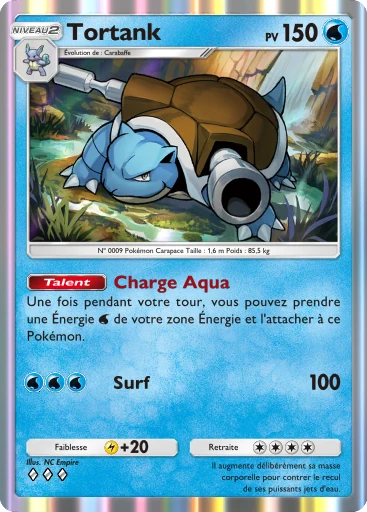 NIVEAU 2
Tortank
PV 150
Évolution de : Carabaffe
N° 0009 Pokémon Carapace Taille : 1,6 m Poids : 85,5 kg
Talent Charge Aqua
Une fois pendant votre tour, vous pouvez prendre
une Énergie de votre zone Énergie et l'attacher à ce
Pokémon.
Surf 100
Faiblesse +20
Retraite
Illus. NC Empire
Il augmente délibérément sa masse
corporelle pour contrer le recul
de ses puissants jets d'eau.